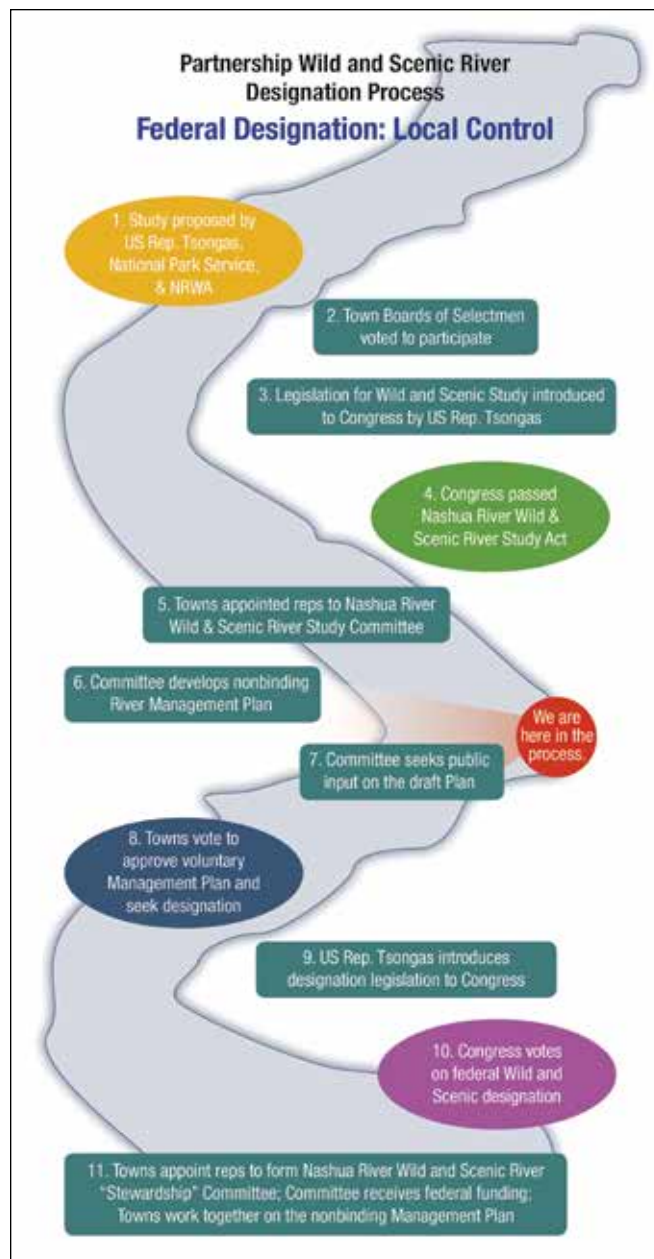 Partnership Wild and Scenic River
Designation Process
Federal Designation: Local Control
1. Study proposed by
US Rep. Tsongas,
National Park Service,
& NRWA
2. Town Boards of Selectmen
voted to participate
3. Legislation for Wild and Scenic Study introduced
to Congress by US Rep. Tsongas
4. Congress passed
Nashua River Wild &
Scenic River Study Act
5. Towns appointed reps to Nashua River
Wild & Scenic River Study Committee
6. Committee develops nonbinding
River Management Plan
We are
here in the
process.
7. Committee seeks public
input on the draft Plan
8. Towns vote to
approve voluntary
Management Plan and
seek designation
9. US Rep. Tsongas introduces
designation legislation to Congress
10. Congress votes
on federal Wild and
Scenic designation
11. Towns appoint reps to form Nashua River Wild and Scenic River
“Stewardship” Committee; Committee receives federal funding;
Towns work together on the nonbinding Management Plan